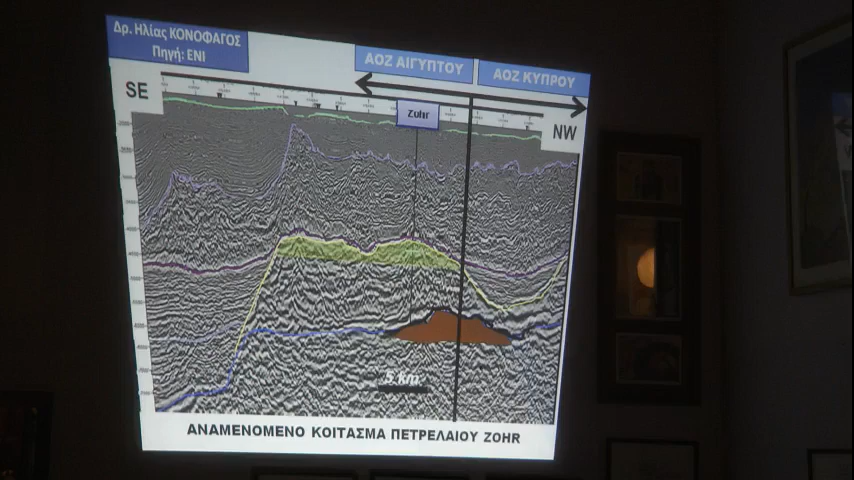 Δρ. Ηλίας ΚΟΝΟΦΑΓΟΣ
Πηγή: ENI
ΑΟΖ ΑΙΓΥΠΤΟΥ
ΑΟΖ ΚΥΠΡΟΥ
SE
Zohr
NW
5 km
ΑΝΑΜΕΝΟΜΕΝΟ ΚΟΙΤΑΣΜΑ ΠΕΤΡΕΛΑΙΟΥ ZOHR